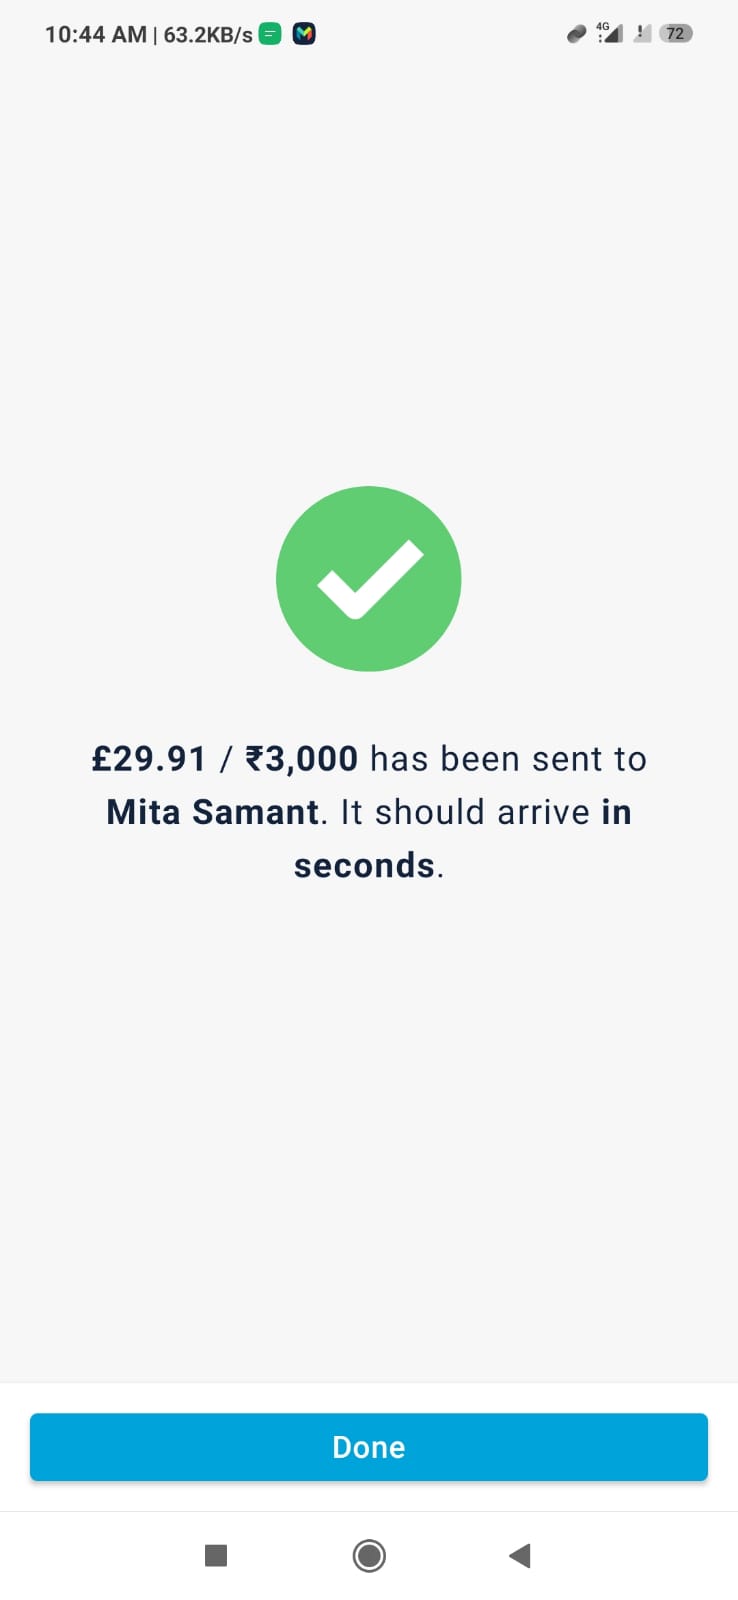 10:44 AM | 63.2KB/s 4G 72
£29.91 / ₹3,000 has been sent to
Mita Samant. It should arrive in
seconds.
Done